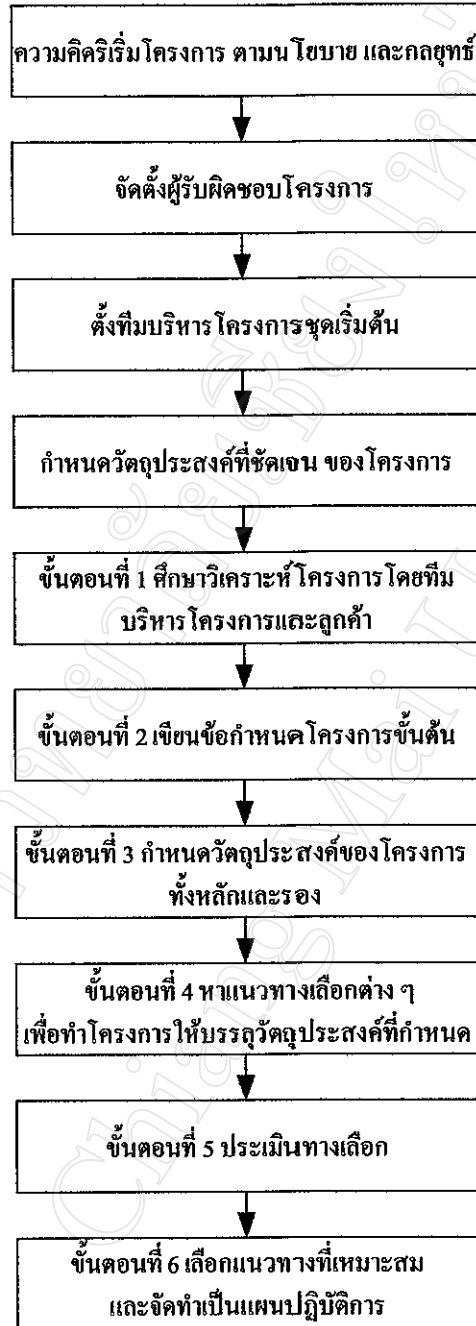 ความคิดริเริ่มโครงการ ตามนโยบาย และกลยุทธ์
จัดตั้งผู้รับผิดชอบโครงการ
ตั้งทีมบริหารโครงการชุดเริ่มต้น
กำหนดวัตถุประสงค์ที่ชัดเจน ของโครงการ
ขั้นตอนที่ 1 ศึกษาวิเคราะห์โครงการโดยทีม
บริหารโครงการและลูกค้า
ขั้นตอนที่ 2 เขียนข้อกำหนดโครงการขั้นต้น
ขั้นตอนที่ 3 กำหนดวัตถุประสงค์ของโครงการ
ทั้งหลักและรอง
ขั้นตอนที่ 4 หาแนวทางเลือกต่าง ๆ
เพื่อทำโครงการให้บรรลุวัตถุประสงค์ที่กำหนด
ขั้นตอนที่ 5 ประเมินทางเลือก
ขั้นตอนที่ 6 เลือกแนวทางที่เหมาะสม
และจัดทำเป็นแผนปฏิบัติการ
Chiang Mai U